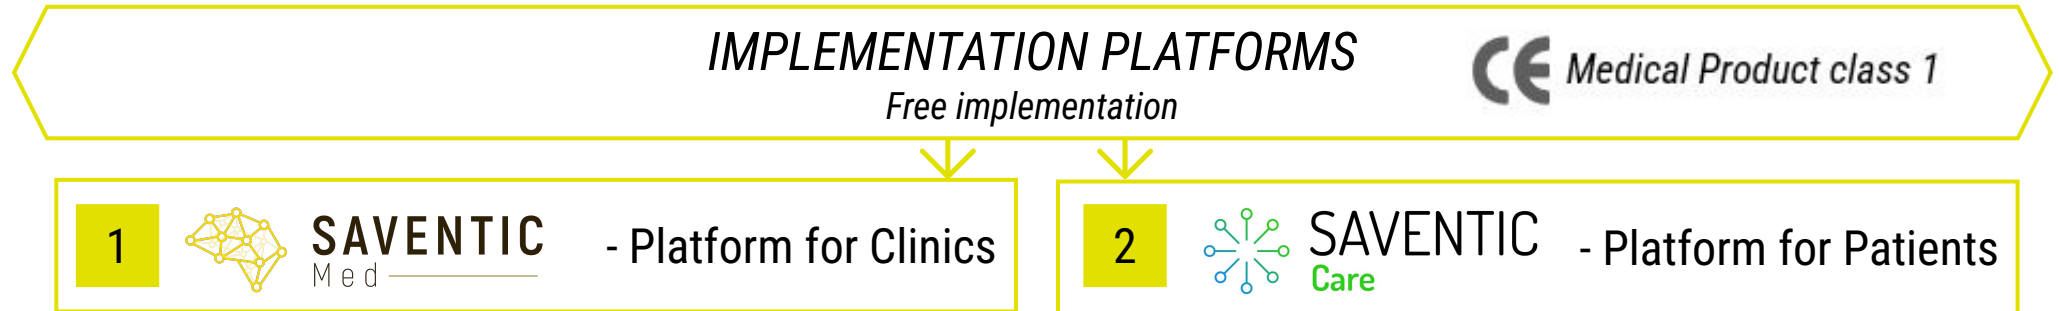 IMPLEMENTATION PLATFORMS
Free implementation
CE Medical Product class 1
1
SAVENTIC
Med
- Platform for Clinics
2
SAVENTIC
Care
- Platform for Patients